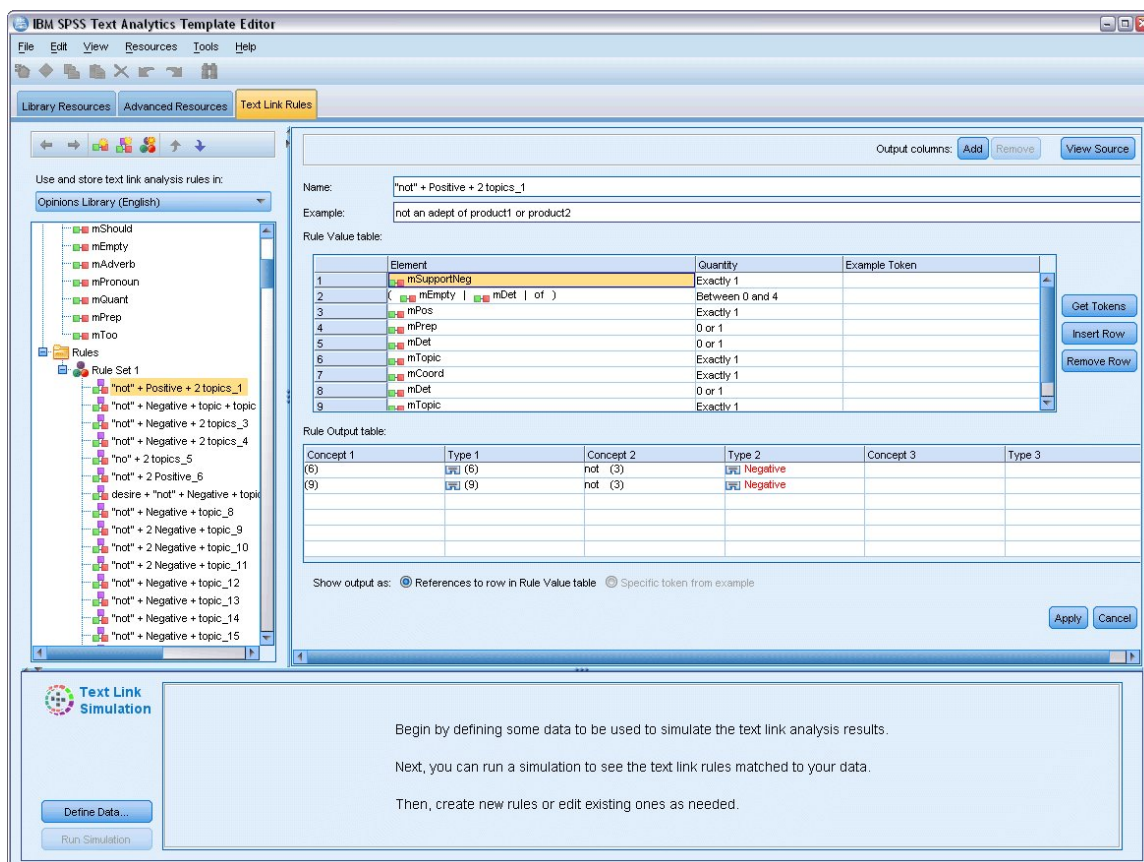 IBM SPSS Text Analytics Template Editor
File Edit View Resources Tools Help
Library Resources Advanced Resources Text Link Rules
Output columns: Add Remove View Source
Use and store text link analysis rules in:
Opinions Library (English)
mShould
mEmpty
mAdverb
mPronoun
mQuant
mPrep
mToo
Rules
Rule Set 1
"not" + Positive + 2 topics_1
"not" + Negative + topic + topic
"not" + Negative + 2 topics_3
"not" + Negative + 2 topics_4
"no" + 2 topics_5
"not" + 2 Positive_6
desire + "not" + Negative + topic
"not" + Negative + topic_8
"not" + 2 Negative + topic_9
"not" + 2 Negative + topic_10
"not" + 2 Negative + topic_11
"not" + Negative + topic_12
"not" + Negative + topic_13
"not" + Negative + topic_14
"not" + Negative + topic_15
Name: "not" + Positive + 2 topics_1
Example: not an adept of product1 or product2
Rule Value table:
Element Quantity Example Token
1 mSupportNeg Exactly 1
2 ( mEmpty | mDet | of ) Between 0 and 4
3 mPos Exactly 1
4 mPrep 0 or 1
5 mDet 0 or 1
6 mTopic Exactly 1
7 mCoord Exactly 1
8 mDet 0 or 1
9 mTopic Exactly 1
Get Tokens
Insert Row
Remove Row
Rule Output table:
Concept 1 Type 1 Concept 2 Type 2 Concept 3 Type 3
(6) (6) not (3) Negative
(9) (9) not (3) Negative
Show output as: References to row in Rule Value table Specific token from example
Apply Cancel
Text Link
Simulation
Define Data...
Run Simulation
Begin by defining some data to be used to simulate the text link analysis results.
Next, you can run a simulation to see the text link rules matched to your data.
Then, create new rules or edit existing ones as needed.